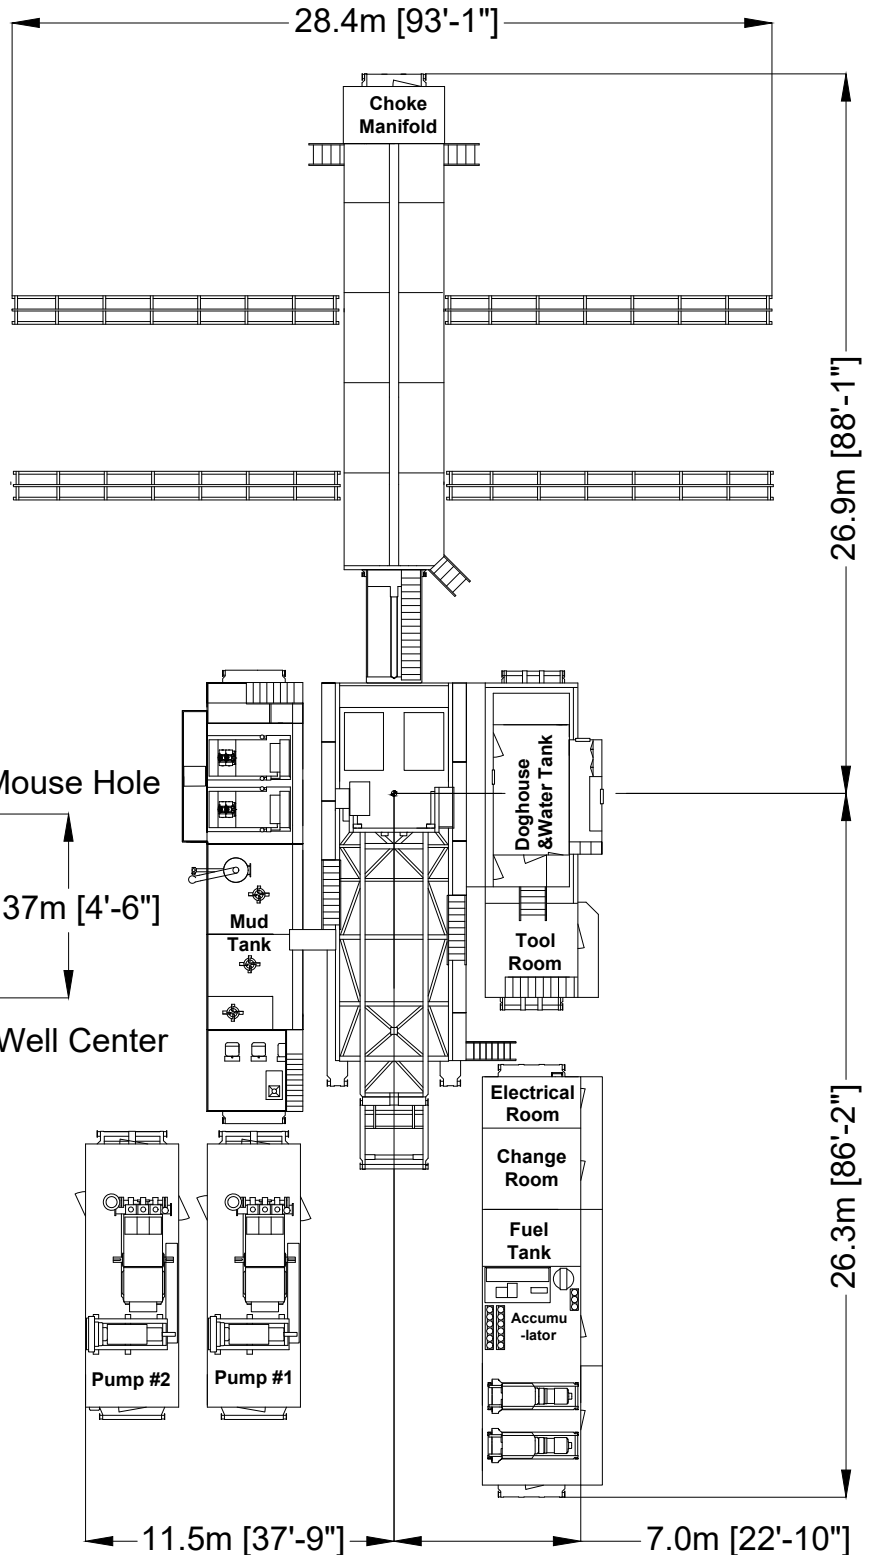 28.4m [93'-1"]
Choke
Manifold
26.9m [88'-1"]
Mouse Hole
37m [4'-6"]
Well Center
Doghouse
&Water Tank
Mud
Tank
Tool
Room
Electrical
Room
Change
Room
Fuel
Tank
Accumu
-lator
26.3m [86'-2"]
Pump #2
Pump #1
11.5m [37'-9"]
7.0m [22'-10"]